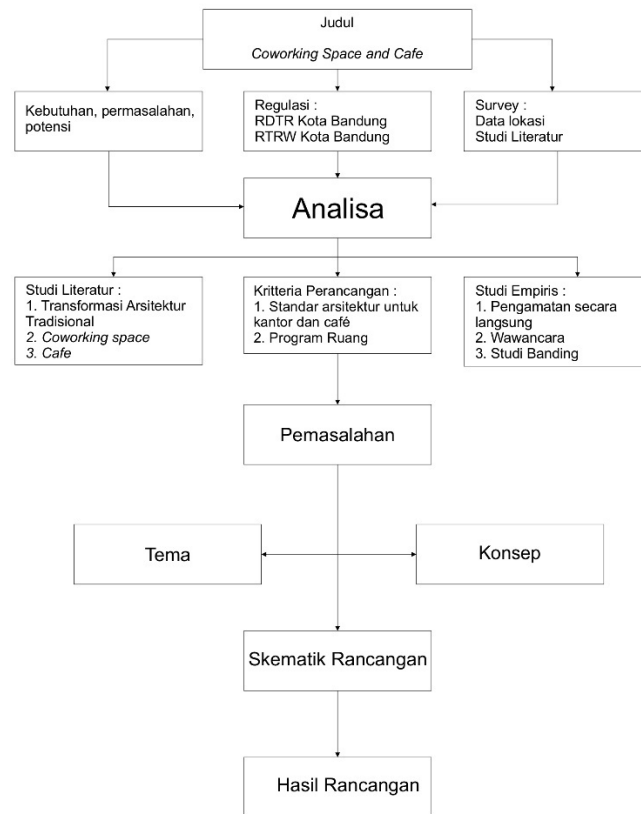 Judul
Coworking Space and Cafe
Kebutuhan, permasalahan,
potensi
Regulasi :
RDTR Kota Bandung
RTRW Kota Bandung
Survey :
Data lokasi
Studi Literatur
Analisa
Studi Literatur :
1. Transformasi Arsitektur
Tradisional
2. Coworking space
3. Cafe
Kritteria Perancangan :
1. Standar arsitektur untuk
kantor dan café
2. Program Ruang
Studi Empiris :
1. Pengamatan secara
langsung
2. Wawancara
3. Studi Banding
Pemasalahan
Tema
Konsep
Skematik Rancangan
Hasil Rancangan